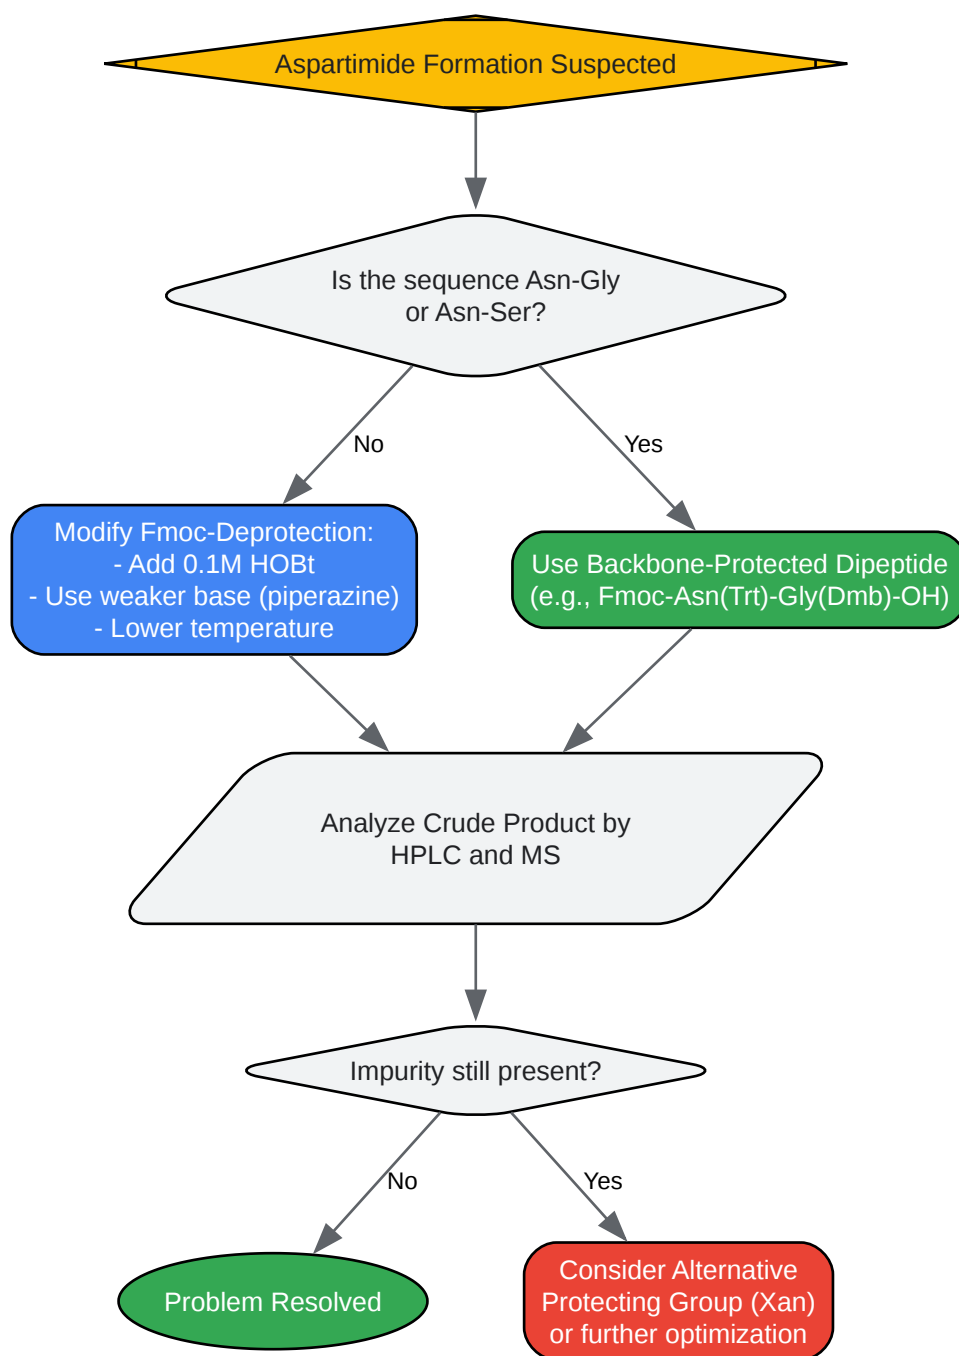 Aspartimide Formation Suspected
Is the sequence Asn-Gly
or Asn-Ser?
No
Yes
Modify Fmoc-Deprotection:
- Add 0.1M HOBt
- Use weaker base (piperazine)
- Lower temperature
Use Backbone-Protected Dipeptide
(e.g., Fmoc-Asn(Trt)-Gly(Dmb)-OH)
Analyze Crude Product by
HPLC and MS
Impurity still present?
No
Yes
Problem Resolved
Consider Alternative
Protecting Group (Xan)
or further optimization